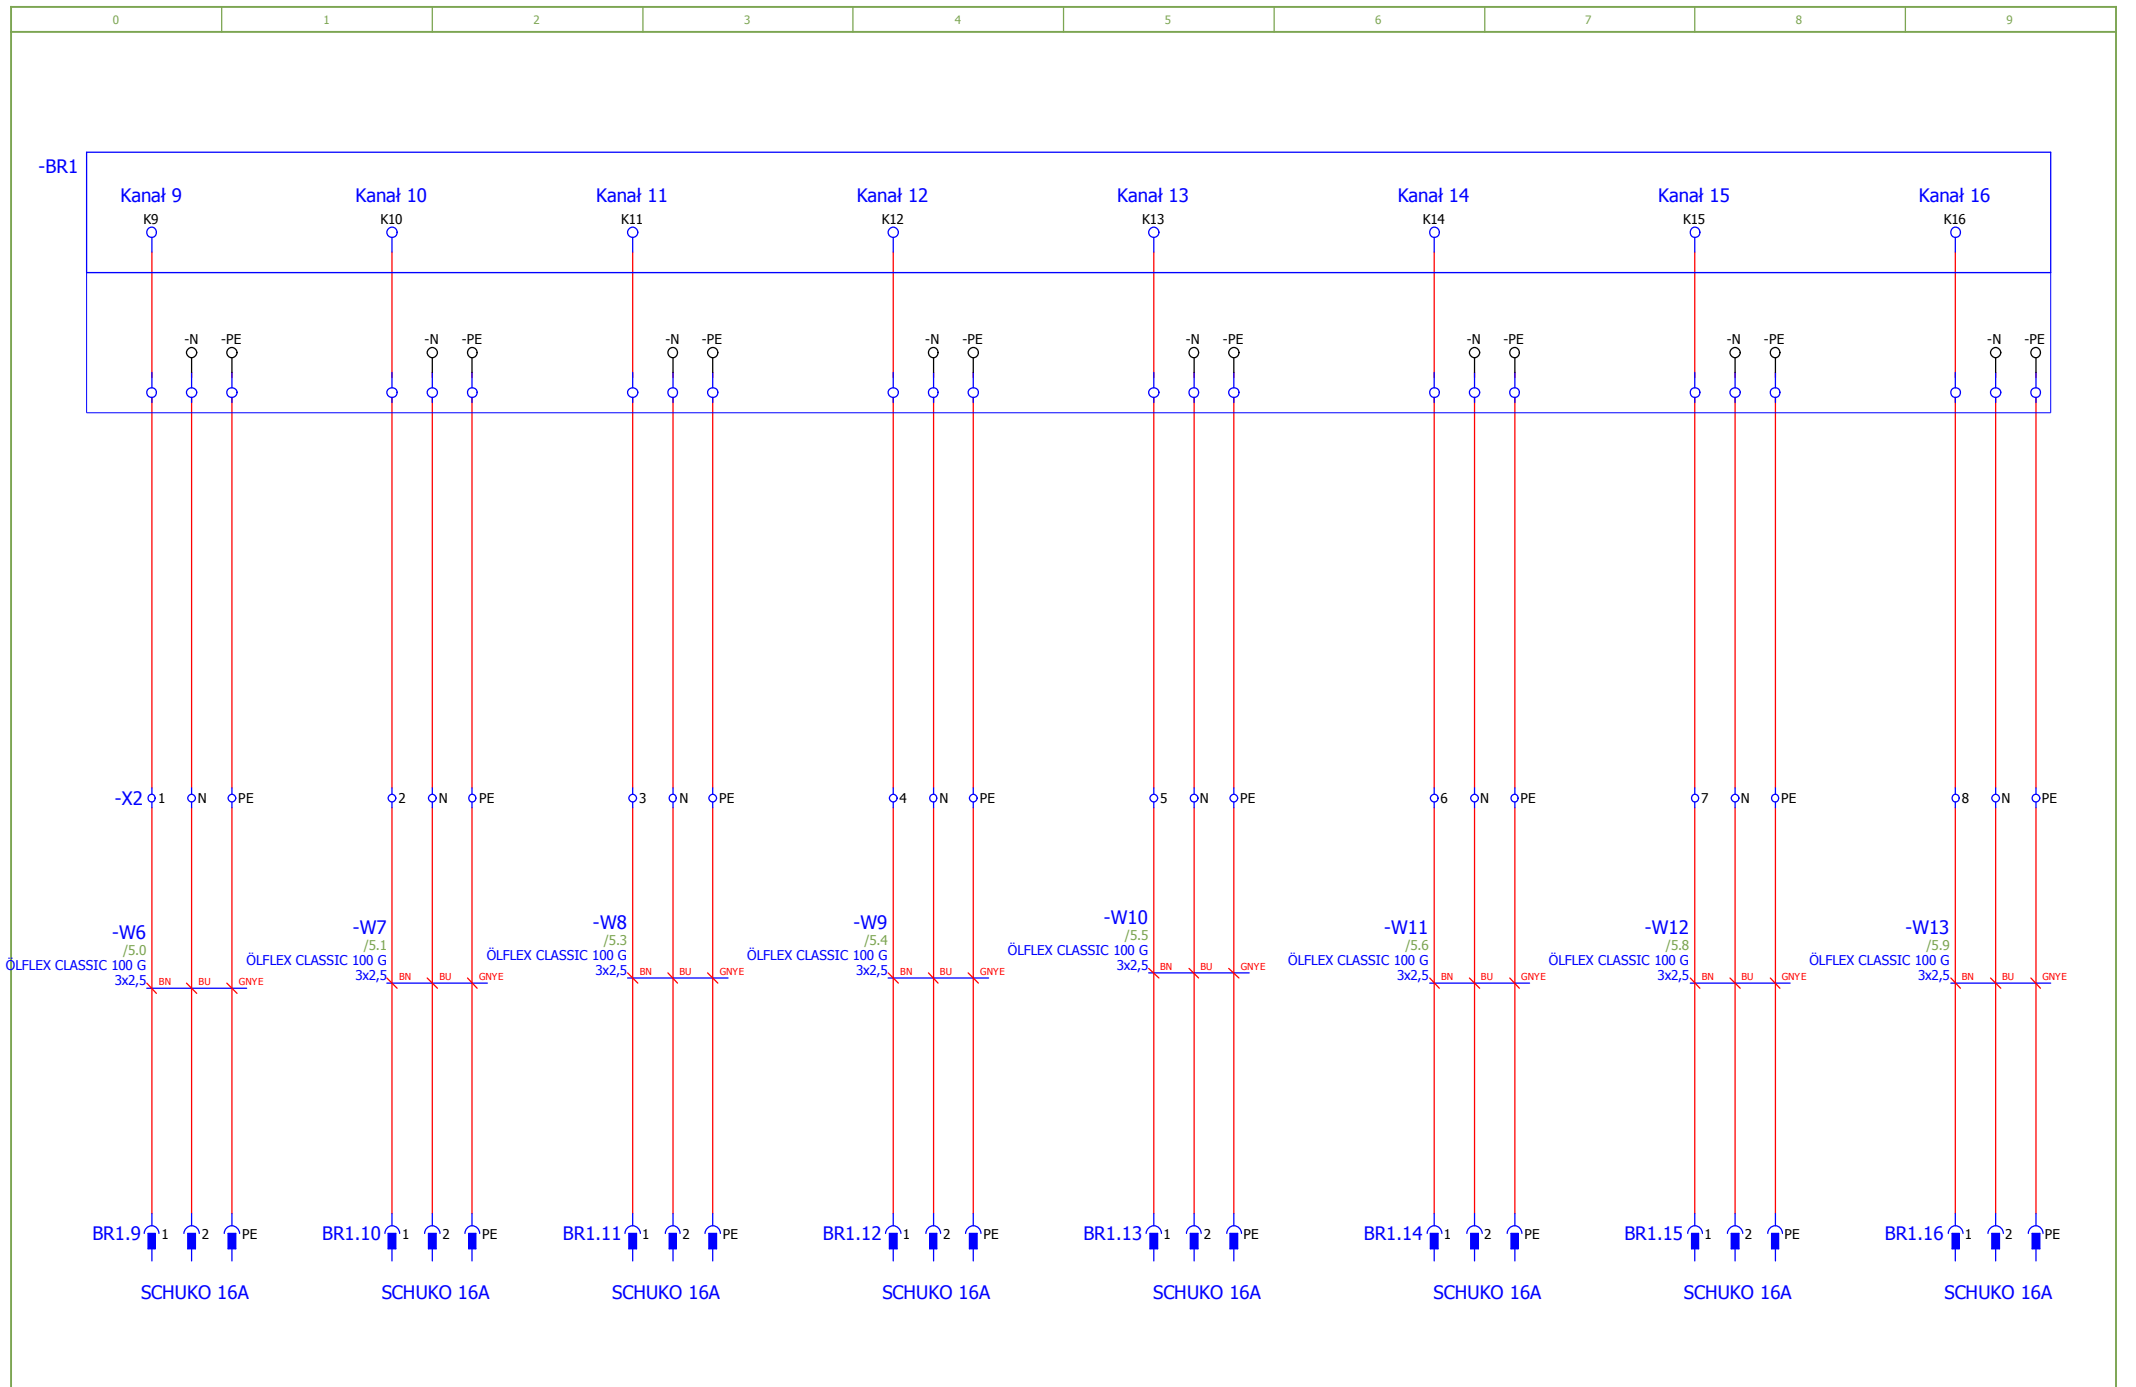 0 1 2 3 4 5 6 7 8 9
-BR1
Kanał 9 Kanał 10 Kanał 11 Kanał 12 Kanał 13 Kanał 14 Kanał 15 Kanał 16
K9 K10 K11 K12 K13 K14 K15 K16
-N -PE -N -PE -N -PE -N -PE -N -PE -N -PE -N -PE -N -PE
-X2 1 N PE 2 N PE 3 N PE 4 N PE 5 N PE 6 N PE 7 N PE 8 N PE
-W6
/5.0
ÖLFLEX CLASSIC 100 G
3x2,5 BN BU GNYE
-W7
/5.1
ÖLFLEX CLASSIC 100 G
3x2,5 BN BU GNYE
-W8
/5.3
ÖLFLEX CLASSIC 100 G
3x2,5 BN BU GNYE
-W9
/5.4
ÖLFLEX CLASSIC 100 G
3x2,5 BN BU GNYE
-W10
/5.5
ÖLFLEX CLASSIC 100 G
3x2,5 BN BU GNYE
-W11
/5.6
ÖLFLEX CLASSIC 100 G
3x2,5 BN BU GNYE
-W12
/5.8
ÖLFLEX CLASSIC 100 G
3x2,5 BN BU GNYE
-W13
/5.9
ÖLFLEX CLASSIC 100 G
3x2,5 BN BU GNYE
BR1.9 1 2 PE BR1.10 1 2 PE BR1.11 1 2 PE BR1.12 1 2 PE BR1.13 1 2 PE BR1.14 1 2 PE BR1.15 1 2 PE BR1.16 1 2 PE
SCHUKO 16A SCHUKO 16A SCHUKO 16A SCHUKO 16A SCHUKO 16A SCHUKO 16A SCHUKO 16A SCHUKO 16A